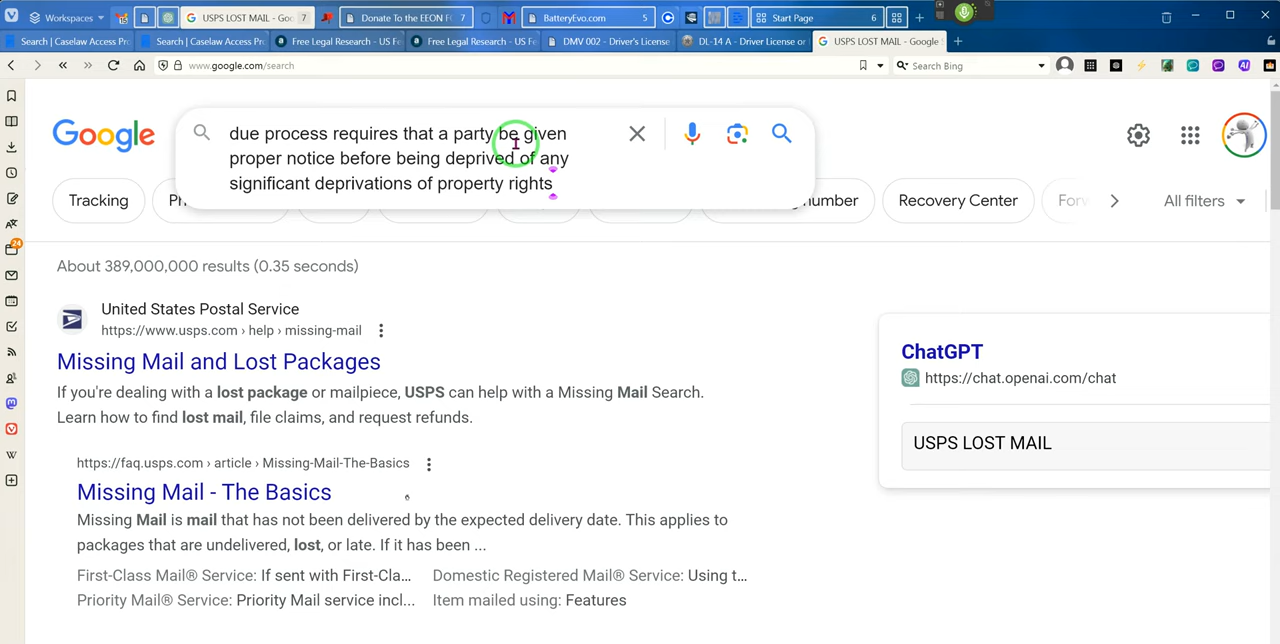 Workspaces
USPS LOST MAIL - Goo
7
Donate To the EEON F
7
BatteryEvo.com
5
Start Page
6
Search | Caselaw Access Pro
Search | Caselaw Access Proj
Free Legal Research - US Fe
Free Legal Research - US Fe
DMV 002 - Driver's License
DL-14 A - Driver License or
USPS LOST MAIL - Google S
www.google.com/search
Search Bing
24
Google
due process requires that a party be given
proper notice before being deprived of any
significant deprivations of property rights
Tracking
Recovery Center
All filters
About 389,000,000 results (0.35 seconds)
United States Postal Service
https://www.usps.com › help › missing-mail
Missing Mail and Lost Packages
If you're dealing with a lost package or mailpiece, USPS can help with a Missing Mail Search.
Learn how to find lost mail, file claims, and request refunds.
https://faq.usps.com › article › Missing-Mail-The-Basics
Missing Mail - The Basics
Missing Mail is mail that has not been delivered by the expected delivery date. This applies to
packages that are undelivered, lost, or late. If it has been ...
First-Class Mail® Service: If sent with First-Cla...
Domestic Registered Mail® Service: Using t...
Priority Mail® Service: Priority Mail service incl...
Item mailed using: Features
ChatGPT
https://chat.openai.com/chat
USPS LOST MAIL